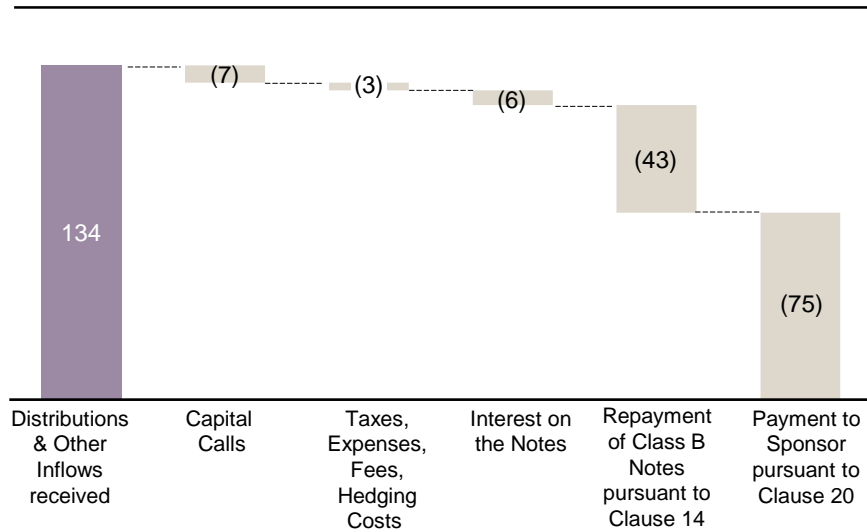 134
(7)
(3)
(6)
(43)
(75)
Distributions
& Other
Inflows
received
Capital
Calls
Taxes,
Expenses,
Fees,
Hedging
Costs
Interest on
the Notes
Repayment
of Class B
Notes
pursuant to
Clause 14
Payment to
Sponsor
pursuant to
Clause 20